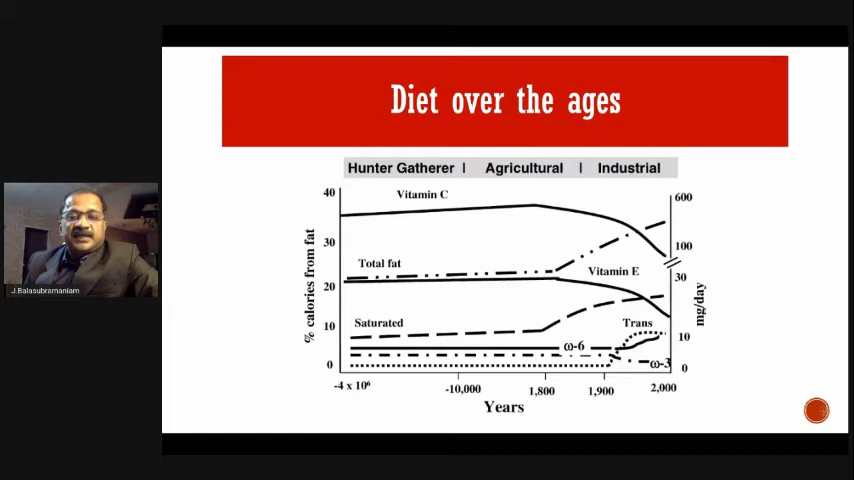 Diet over the ages
Hunter Gatherer | Agricultural | Industrial
40
Vitamin C
600
30
100
Total fat
Vitamin E
30
20
% calories from fat
mg/day
Saturated
Trans
10
10
ω-6
ω-3
0
0
-4 x 10⁶
-10,000
1,800
1,900
2,000
Years
J.Balasubramaniam